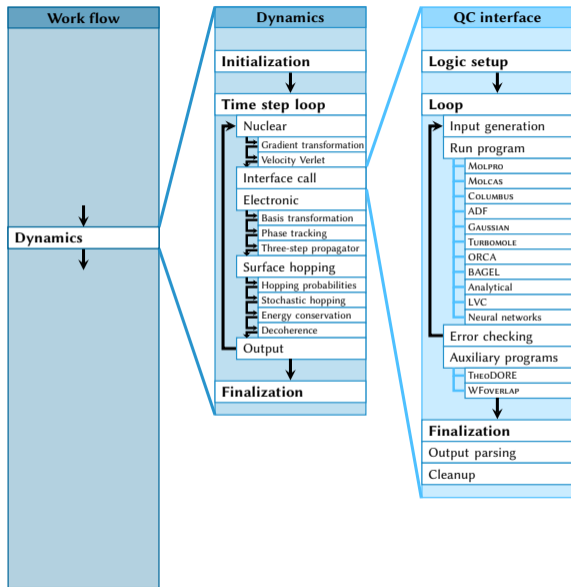 Work flow
Dynamics
Dynamics
Initialization
Time step loop
Nuclear
Gradient transformation
Velocity Verlet
Interface call
Electronic
Basis transformation
Phase tracking
Three-step propagator
Surface hopping
Hopping probabilities
Stochastic hopping
Energy conservation
Decoherence
Output
Finalization
QC interface
Logic setup
Loop
Input generation
Run program
MOLPRO
MOLCAS
COLUMBUS
ADF
GAUSSIAN
TURBOMOLE
ORCA
BAGEL
Analytical
LVC
Neural networks
Error checking
Auxiliary programs
THEODORE
WFOVERLAP
Finalization
Output parsing
Cleanup